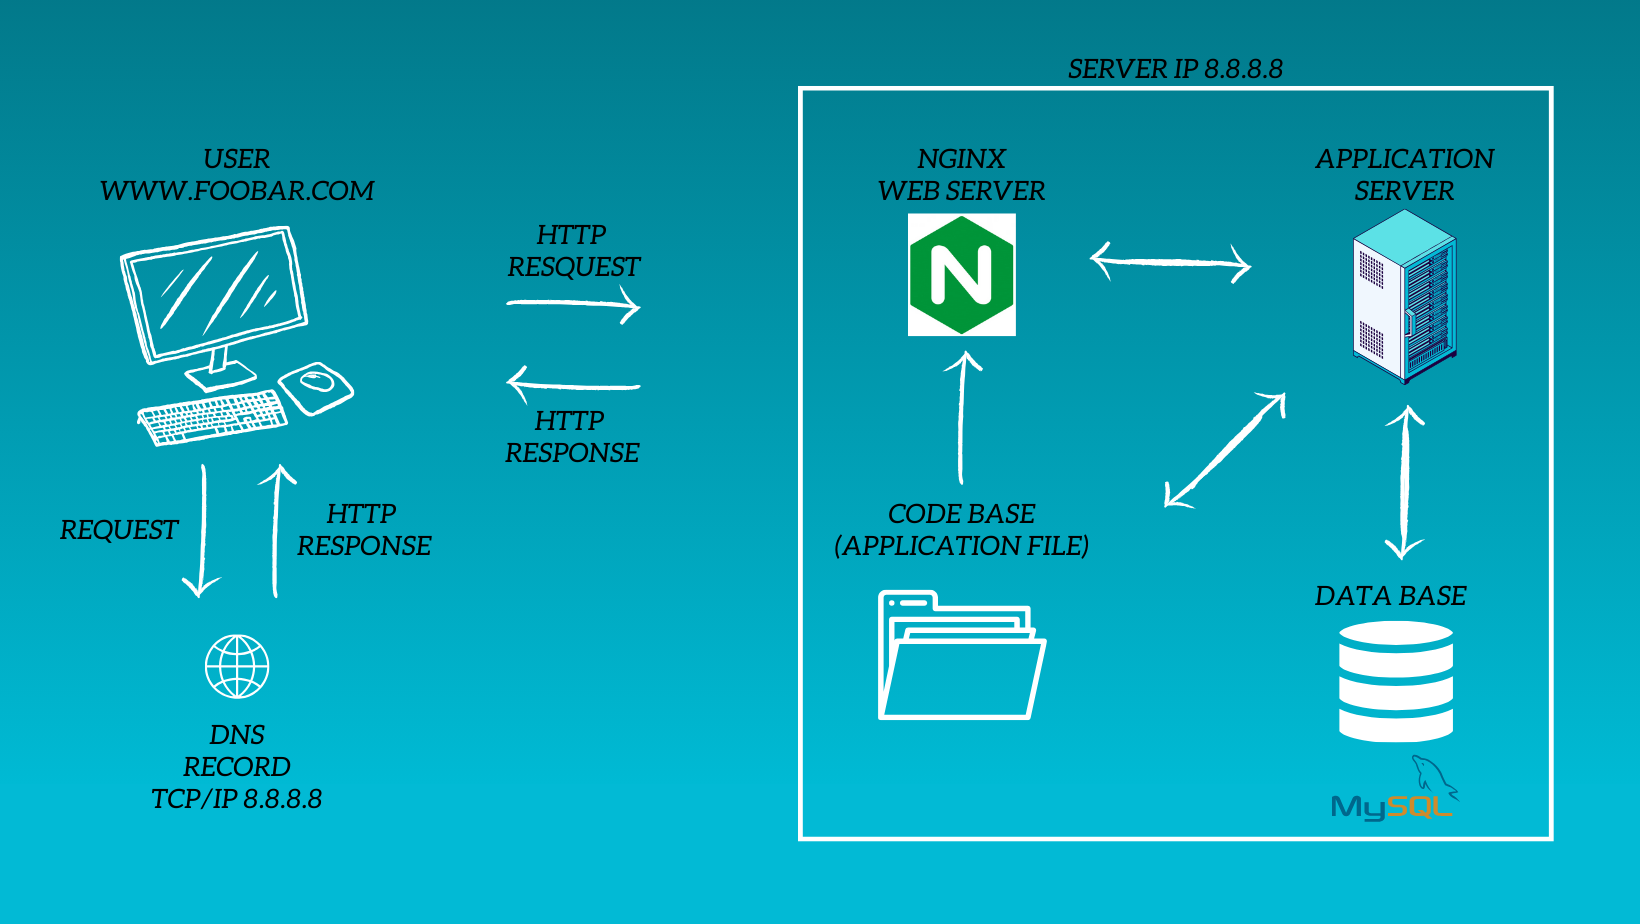 SERVER IP 8.8.8.8
USER
WWW.FOOBAR.COM
HTTP
RESQUEST
HTTP
RESPONSE
REQUEST
HTTP
RESPONSE
DNS
RECORD
TCP/IP 8.8.8.8
NGINX
WEB SERVER
N
APPLICATION
SERVER
CODE BASE
(APPLICATION FILE)
DATA BASE
MySQL